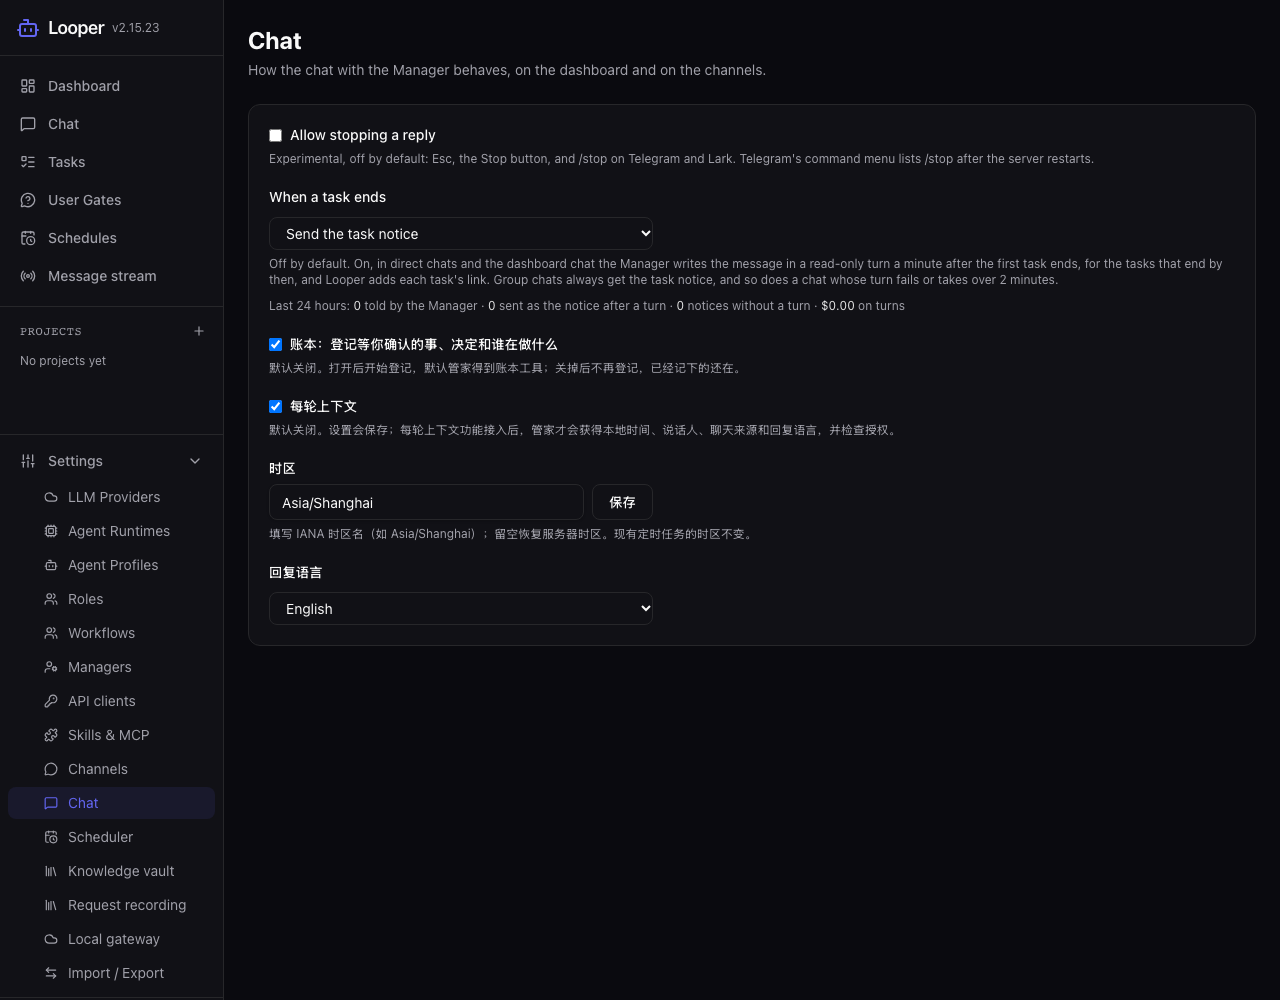 Looper v2.15.23
Dashboard
Chat
Tasks
User Gates
Schedules
Message stream
PROJECTS
No projects yet
Settings
LLM Providers
Agent Runtimes
Agent Profiles
Roles
Workflows
Managers
API clients
Skills & MCP
Channels
Chat
Scheduler
Knowledge vault
Request recording
Local gateway
Import / Export
Chat
How the chat with the Manager behaves, on the dashboard and on the channels.
Allow stopping a reply
Experimental, off by default: Esc, the Stop button, and /stop on Telegram and Lark. Telegram's command menu lists /stop after the server restarts.
When a task ends
Send the task notice
Off by default. On, in direct chats and the dashboard chat the Manager writes the message in a read-only turn a minute after the first task ends, for the tasks that end by
then, and Looper adds each task's link. Group chats always get the task notice, and so does a chat whose turn fails or takes over 2 minutes.
Last 24 hours: 0 told by the Manager · 0 sent as the notice after a turn · 0 notices without a turn · $0.00 on turns
账本：登记等你确认的事、决定和谁在做什么
默认关闭。打开后开始登记，默认管家得到账本工具；关掉后不再登记，已经记下的还在。
每轮上下文
默认关闭。设置会保存；每轮上下文功能接入后，管家才会获得本地时间、说话人、聊天来源和回复语言，并检查授权。
时区
Asia/Shanghai
保存
填写 IANA 时区名（如 Asia/Shanghai）；留空恢复服务器时区。现有定时任务的时区不变。
回复语言
English